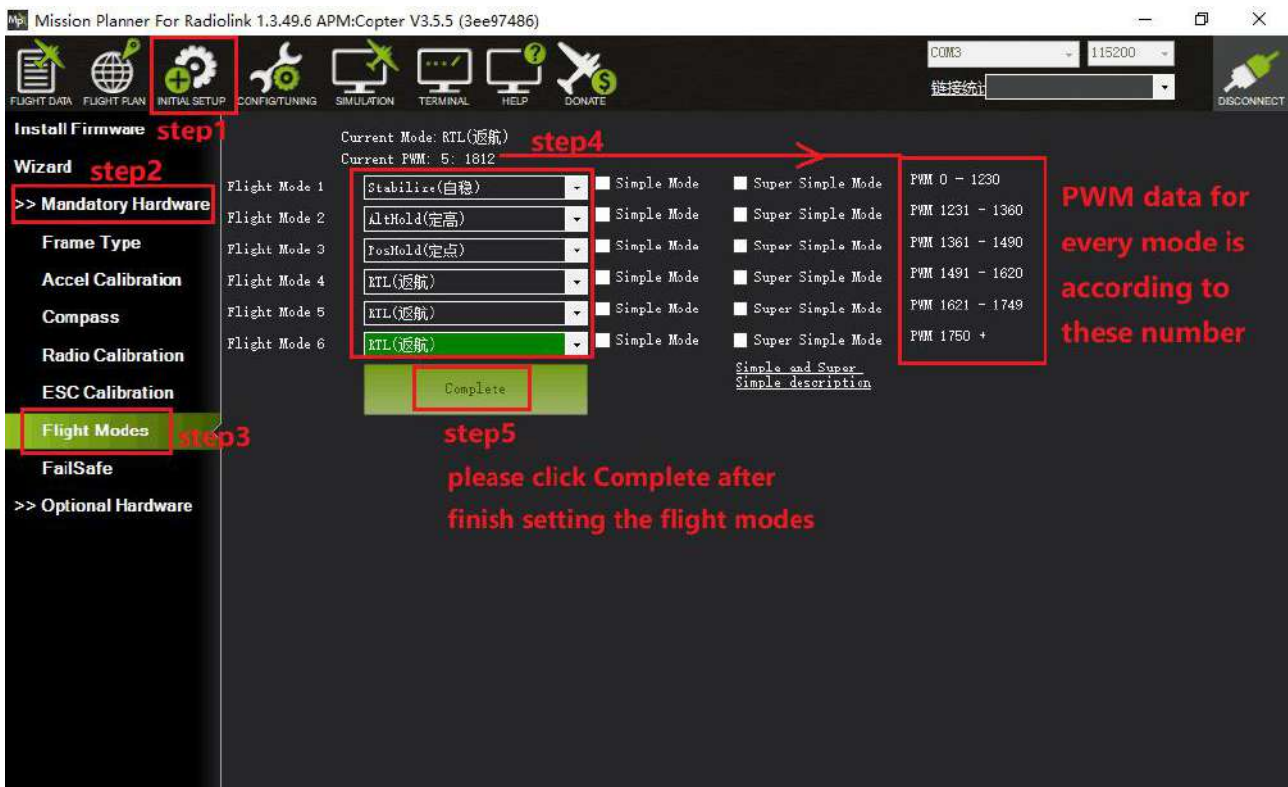 Mission Planner For Radiolink 1.3.49.6 APM:Copter V3.5.5 (3ee97486)
FLIGHT DATA FLIGHT PLAN INITIAL SETUP CONFIG/TUNING SIMULATION TERMINAL HELP DONATE
COM3 115200
链接统计
DISCONNECT
Install Firmware step1
Wizard
step2
>> Mandatory Hardware
Frame Type
Accel Calibration
Compass
Radio Calibration
ESC Calibration
Flight Modes step3
FailSafe
>> Optional Hardware
Current Mode: RTL(返航)
step4
Current PWM: 5: 1812
Flight Mode 1 Stabilize(自稳) Simple Mode Super Simple Mode PWM 0 - 1230
Flight Mode 2 AltHold(定高) Simple Mode Super Simple Mode PWM 1231 - 1360
Flight Mode 3 PosHold(定点) Simple Mode Super Simple Mode PWM 1361 - 1490
Flight Mode 4 RTL(返航) Simple Mode Super Simple Mode PWM 1491 - 1620
Flight Mode 5 RTL(返航) Simple Mode Super Simple Mode PWM 1621 - 1749
Flight Mode 6 RTL(返航) Simple Mode Super Simple Mode PWM 1750 +
Complete
Simple and Super
Simple description
PWM data for
every mode is
according to
these number
step5
please click Complete after
finish setting the flight modes